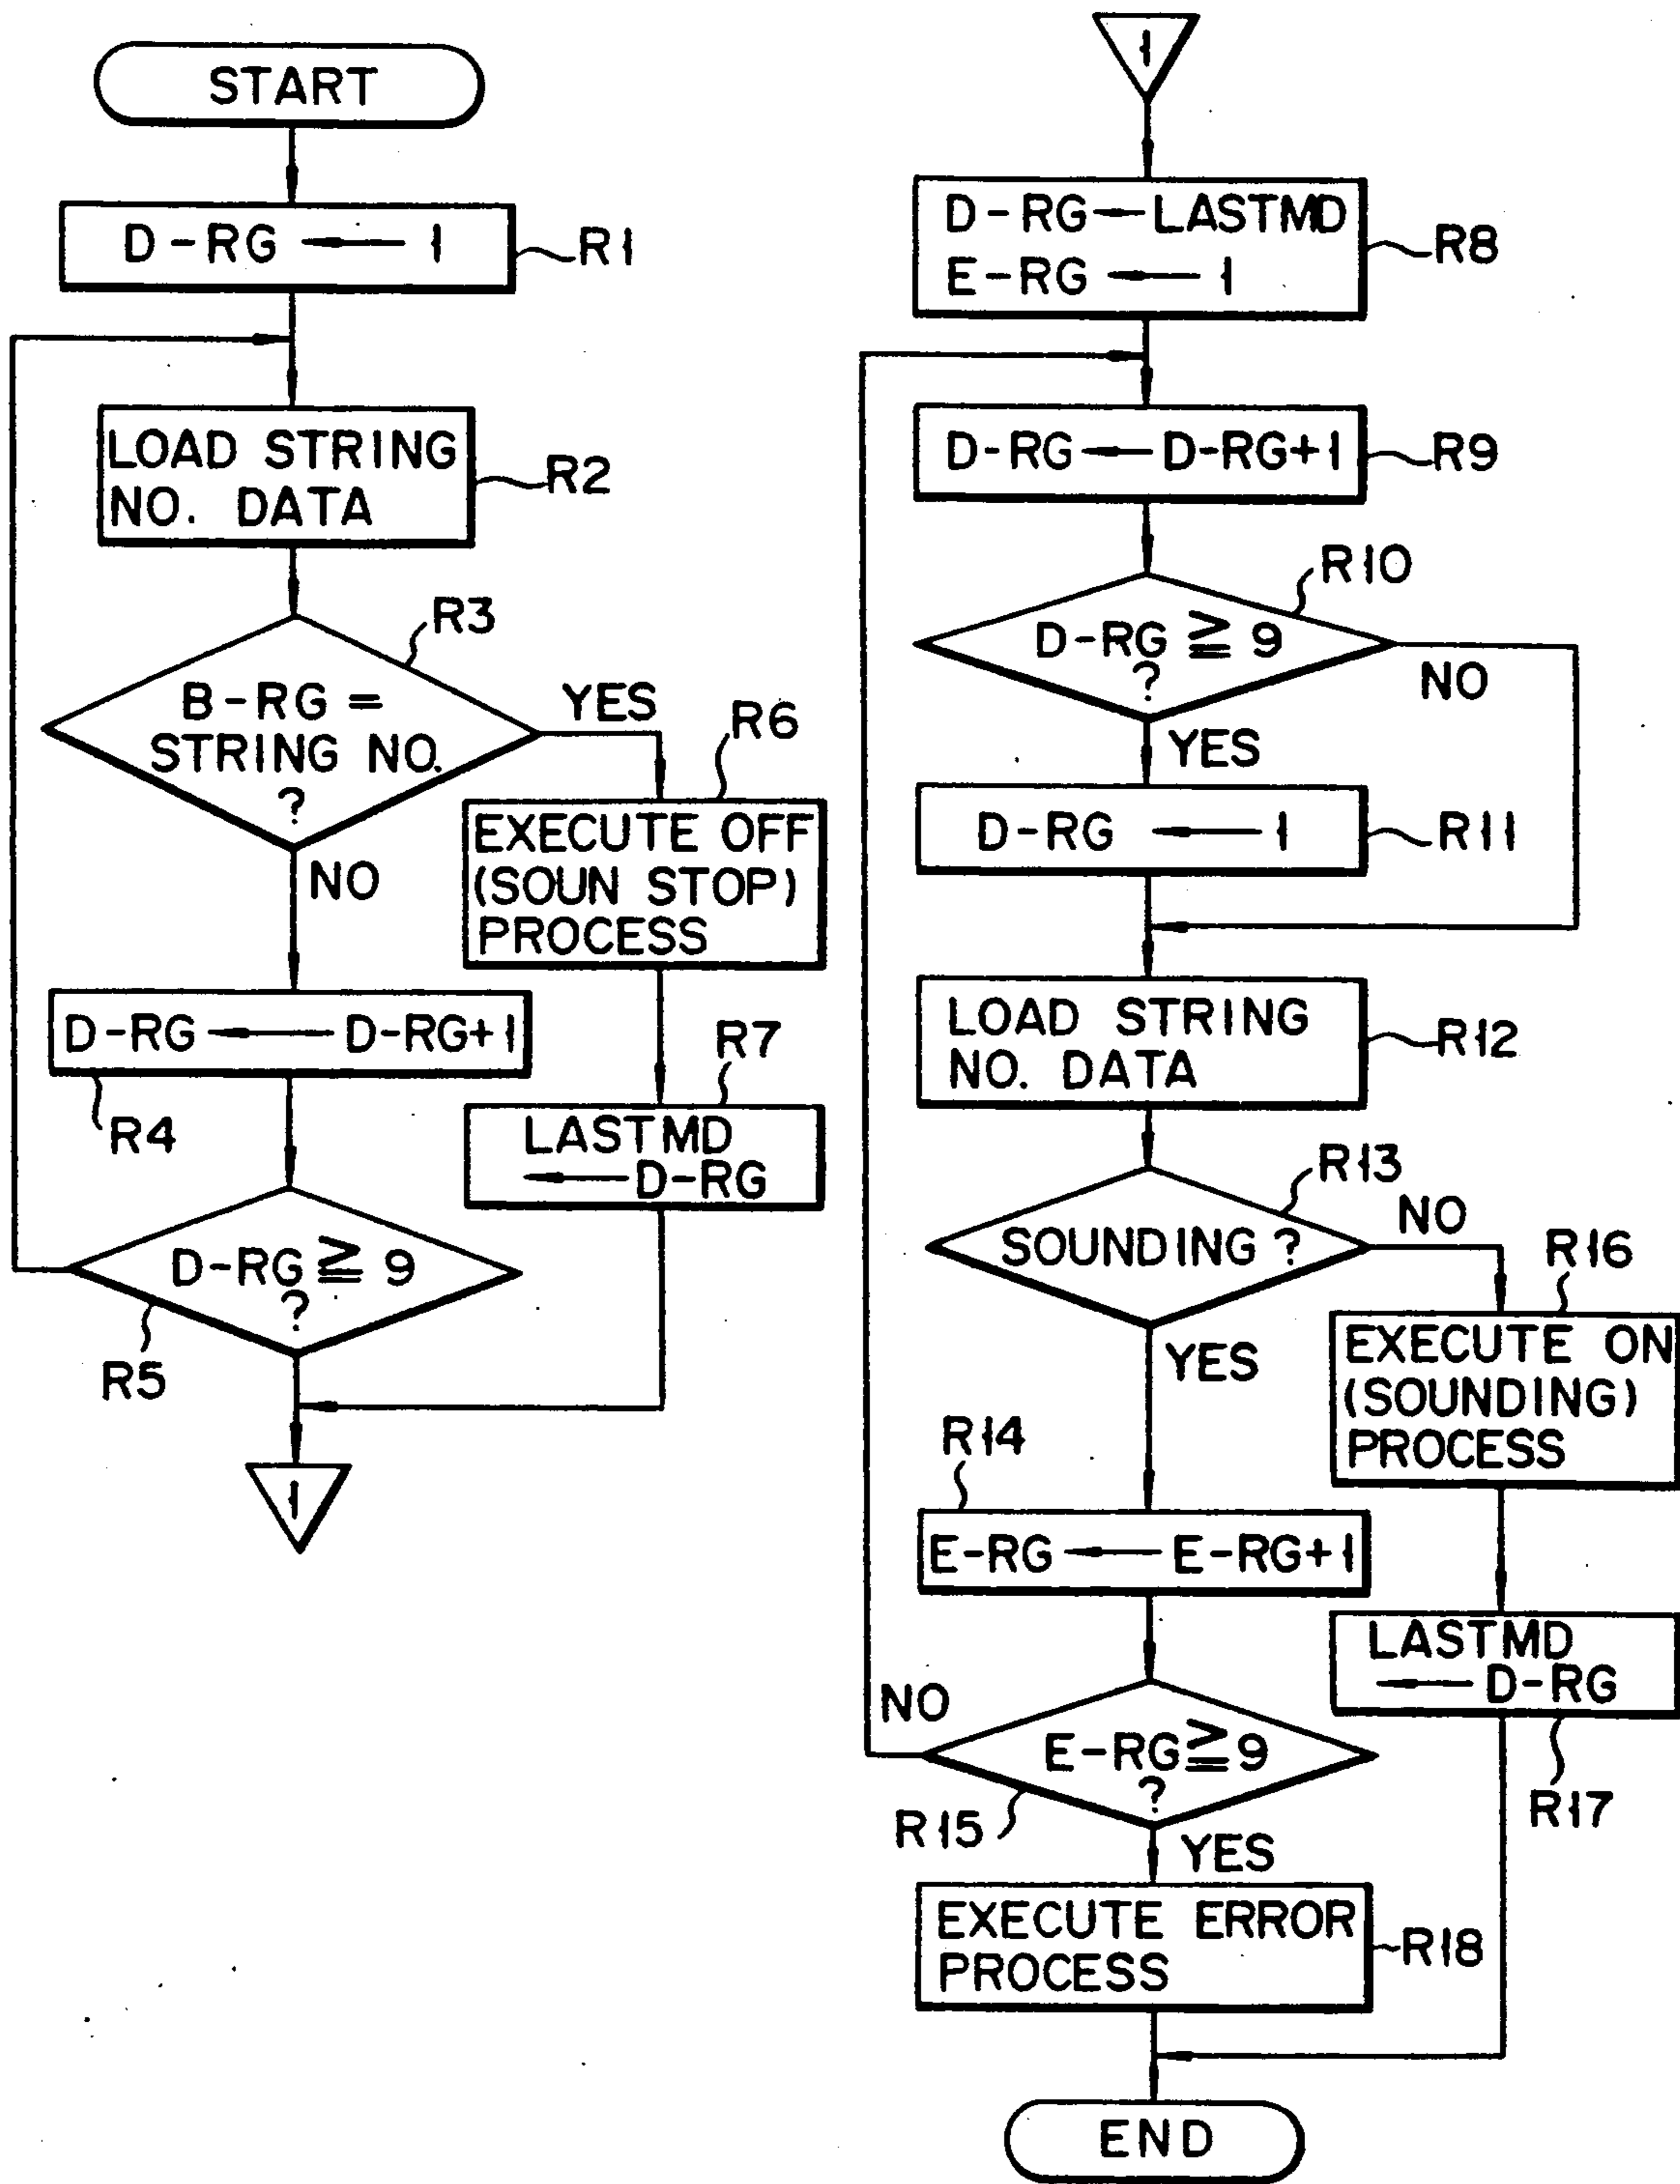 START
D-RG ← 1
R1
LOAD STRING
NO. DATA
R2
R3
B-RG =
STRING NO.
?
YES
NO
R6
EXECUTE OFF
(SOUN STOP)
PROCESS
D-RG ← D-RG+1
R4
R7
LASTMD
← D-RG
D-RG ≧ 9
?
R5
1
1
D-RG ← LASTMD
E-RG ← 1
R8
D-RG ← D-RG+1
R9
R10
D-RG ≧ 9
?
NO
YES
D-RG ← 1
R11
LOAD STRING
NO. DATA
R12
R13
SOUNDING ?
NO
YES
R16
EXECUTE ON
(SOUNDING)
PROCESS
R14
E-RG ← E-RG+1
LASTMD
← D-RG
R17
NO
E-RG ≧ 9
?
R15
YES
EXECUTE ERROR
PROCESS
R18
END